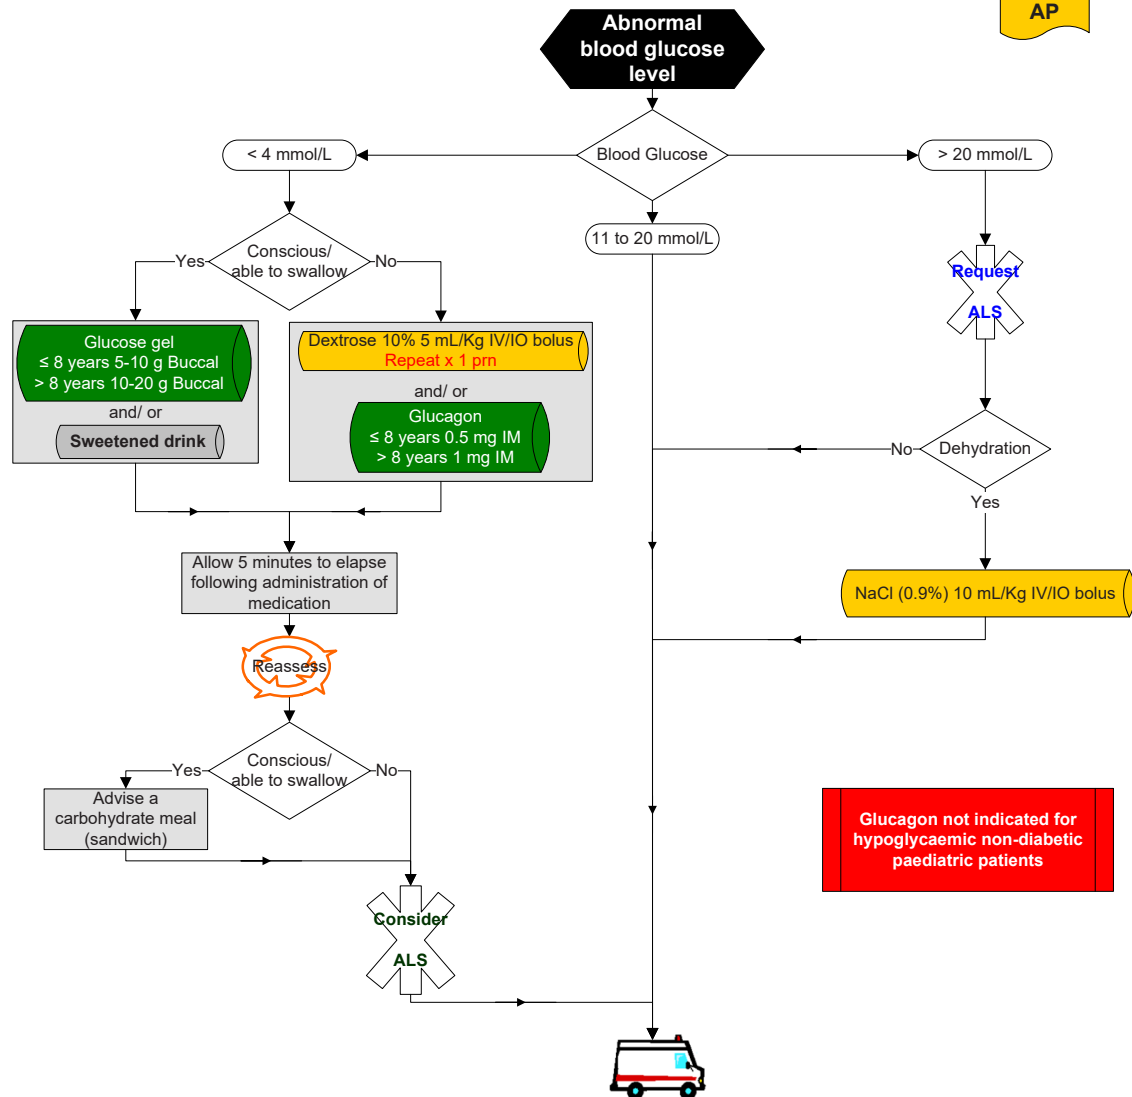 AP
Abnormal
blood glucose
level
< 4 mmol/L
Blood Glucose
> 20 mmol/L
11 to 20 mmol/L
Conscious/
able to swallow
Yes
No
Request
ALS
Glucose gel
≤ 8 years 5-10 g Buccal
> 8 years 10-20 g Buccal
and/ or
Sweetened drink
Dextrose 10% 5 mL/Kg IV/IO bolus
Repeat x 1 prn
and/ or
Glucagon
≤ 8 years 0.5 mg IM
> 8 years 1 mg IM
No
Dehydration
Yes
Allow 5 minutes to elapse
following administration of
medication
NaCl (0.9%) 10 mL/Kg IV/IO bolus
Reassess
Conscious/
able to swallow
Yes
No
Advise a
carbohydrate meal
(sandwich)
Glucagon not indicated for
hypoglycaemic non-diabetic
paediatric patients
Consider
ALS